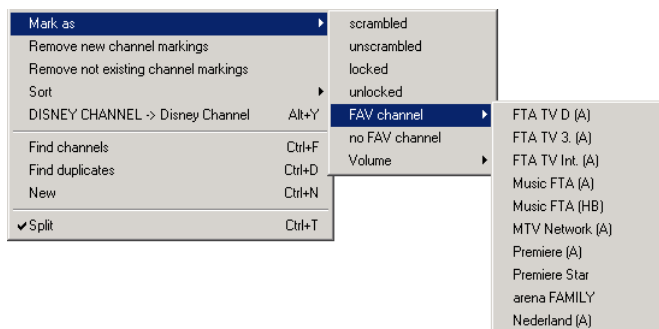 Mark as
Remove new channel markings
Remove not existing channel markings
Sort
DISNEY CHANNEL -> Disney Channel Alt+Y
Find channels Ctrl+F
Find duplicates Ctrl+D
New Ctrl+N
Split Ctrl+T
scrambled
unscrambled
locked
unlocked
FAV channel
no FAV channel
Volume
FTA TV D (A)
FTA TV 3. (A)
FTA TV Int. (A)
Music FTA (A)
Music FTA (HB)
MTV Network (A)
Premiere (A)
Premiere Star
arena FAMILY
Nederland (A)